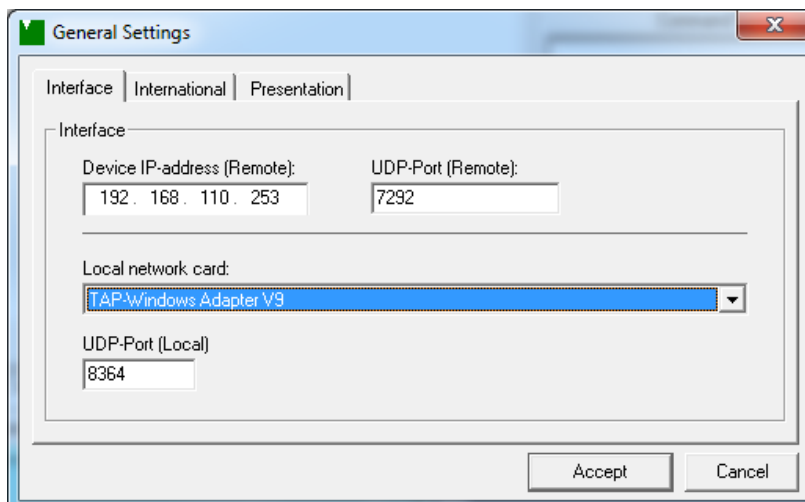 General Settings
Interface International Presentation
Interface
Device IP-address (Remote): UDP-Port (Remote):
192 . 168 . 110 . 253 7292
Local network card:
TAP-Windows Adapter V9
UDP-Port (Local)
8364
Accept Cancel